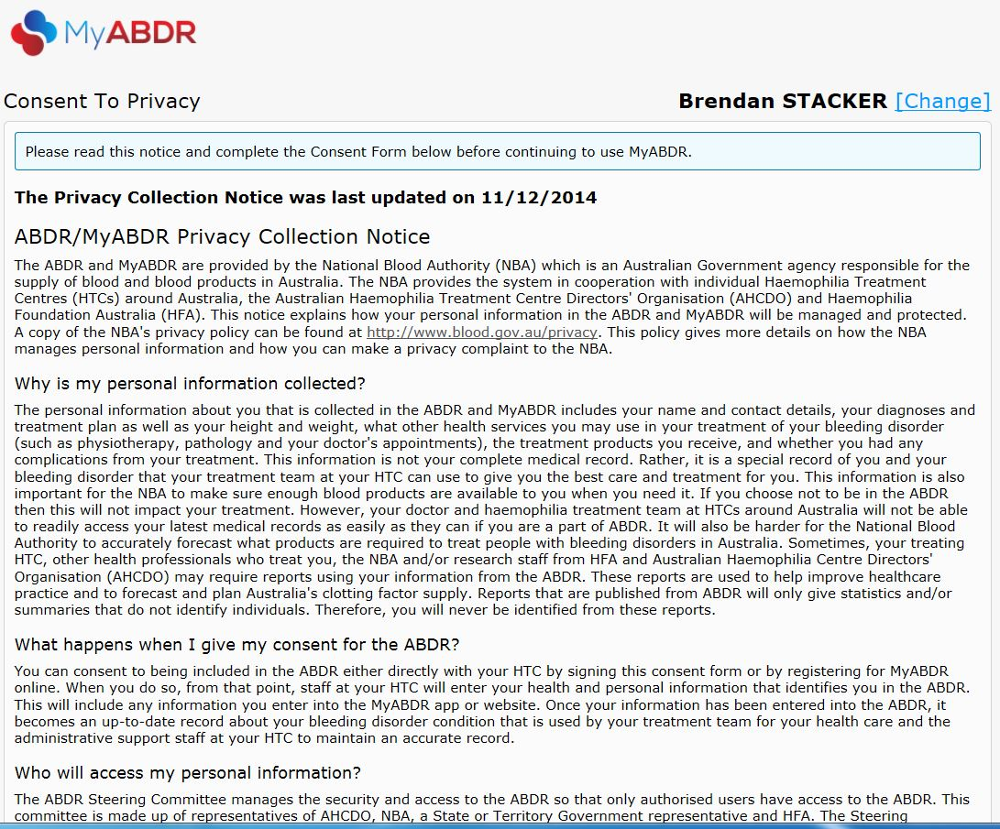 MyABDR
Consent To Privacy
Brendan STACKER [Change]
Please read this notice and complete the Consent Form below before continuing to use MyABDR.
The Privacy Collection Notice was last updated on 11/12/2014
ABDR/MyABDR Privacy Collection Notice
The ABDR and MyABDR are provided by the National Blood Authority (NBA) which is an Australian Government agency responsible for the
supply of blood and blood products in Australia. The NBA provides the system in cooperation with individual Haemophilia Treatment
Centres (HTCs) around Australia, the Australian Haemophilia Treatment Centre Directors' Organisation (AHCDO) and Haemophilia
Foundation Australia (HFA). This notice explains how your personal information in the ABDR and MyABDR will be managed and protected.
A copy of the NBA's privacy policy can be found at http://www.blood.gov.au/privacy. This policy gives more details on how the NBA
manages personal information and how you can make a privacy complaint to the NBA.
Why is my personal information collected?
The personal information about you that is collected in the ABDR and MyABDR includes your name and contact details, your diagnoses and
treatment plan as well as your height and weight, what other health services you may use in your treatment of your bleeding disorder
(such as physiotherapy, pathology and your doctor's appointments), the treatment products you receive, and whether you had any
complications from your treatment. This information is not your complete medical record. Rather, it is a special record of you and your
bleeding disorder that your treatment team at your HTC can use to give you the best care and treatment for you. This information is also
important for the NBA to make sure enough blood products are available to you when you need it. If you choose not to be in the ABDR
then this will not impact your treatment. However, your doctor and haemophilia treatment team at HTCs around Australia will not be able
to readily access your latest medical records as easily as they can if you are a part of ABDR. It will also be harder for the National Blood
Authority to accurately forecast what products are required to treat people with bleeding disorders in Australia. Sometimes, your treating
HTC, other health professionals who treat you, the NBA and/or research staff from HFA and Australian Haemophilia Centre Directors'
Organisation (AHCDO) may require reports using your information from the ABDR. These reports are used to help improve healthcare
practice and to forecast and plan Australia's clotting factor supply. Reports that are published from ABDR will only give statistics and/or
summaries that do not identify individuals. Therefore, you will never be identified from these reports.
What happens when I give my consent for the ABDR?
You can consent to being included in the ABDR either directly with your HTC by signing this consent form or by registering for MyABDR
online. When you do so, from that point, staff at your HTC will enter your health and personal information that identifies you in the ABDR.
This will include any information you enter into the MyABDR app or website. Once your information has been entered into the ABDR, it
becomes an up-to-date record about your bleeding disorder condition that is used by your treatment team for your health care and the
administrative support staff at your HTC to maintain an accurate record.
Who will access my personal information?
The ABDR Steering Committee manages the security and access to the ABDR so that only authorised users have access to the ABDR. This
committee is made up of representatives of AHCDO, NBA, a State or Territory Government representative and HFA. The Steering